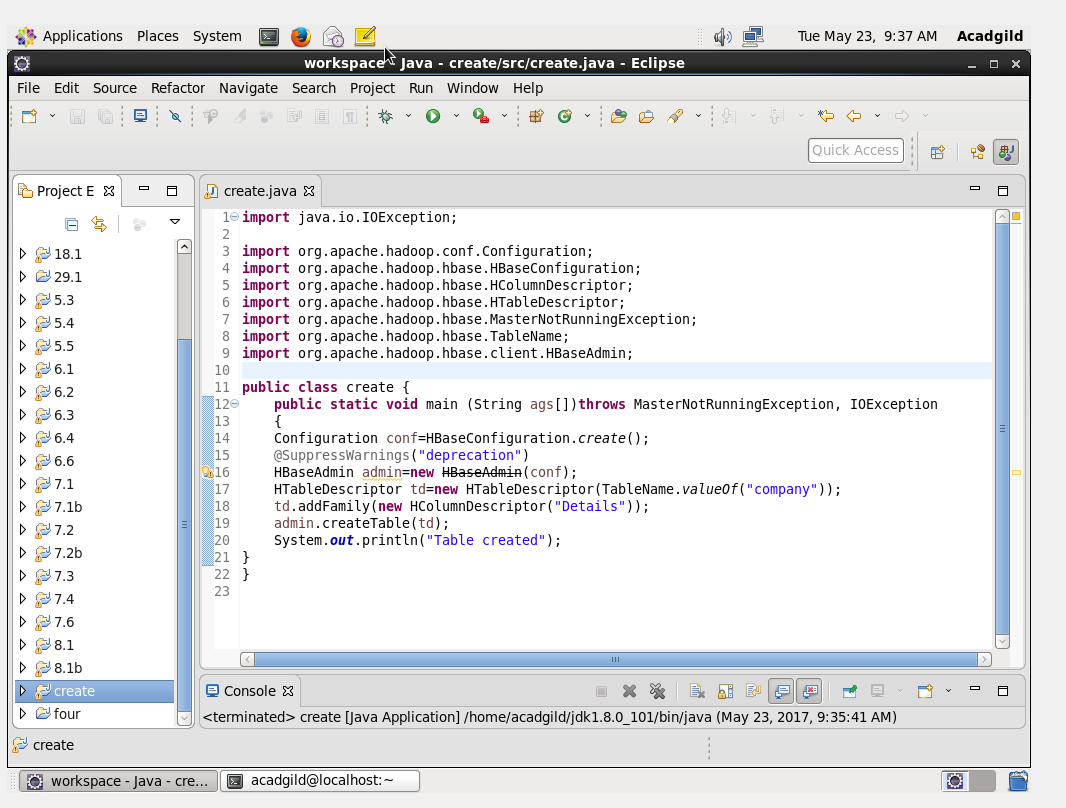 Applications Places System Tue May 23, 9:37 AM Acadgild
workspace - Java - create/src/create.java - Eclipse
File Edit Source Refactor Navigate Search Project Run Window Help
Quick Access
Project E
18.1
29.1
5.3
5.4
5.5
6.1
6.2
6.3
6.4
6.6
7.1
7.1b
7.2
7.2b
7.3
7.4
7.6
8.1
8.1b
create
four
create.java
1 import java.io.IOException;
2
3 import org.apache.hadoop.conf.Configuration;
4 import org.apache.hadoop.hbase.HBaseConfiguration;
5 import org.apache.hadoop.hbase.HColumnDescriptor;
6 import org.apache.hadoop.hbase.HTableDescriptor;
7 import org.apache.hadoop.hbase.MasterNotRunningException;
8 import org.apache.hadoop.hbase.TableName;
9 import org.apache.hadoop.hbase.client.HBaseAdmin;
10
11 public class create {
12     public static void main (String ags[])throws MasterNotRunningException, IOException
13     {
14     Configuration conf=HBaseConfiguration.create();
15     @SuppressWarnings("deprecation")
16     HBaseAdmin admin=new HBaseAdmin(conf);
17     HTableDescriptor td=new HTableDescriptor(TableName.valueOf("company"));
18     td.addFamily(new HColumnDescriptor("Details"));
19     admin.createTable(td);
20     System.out.println("Table created");
21 }
22 }
23
Console
<terminated> create [Java Application] /home/acadgild/jdk1.8.0_101/bin/java (May 23, 2017, 9:35:41 AM)
create
workspace - Java - cre... acadgild@localhost:~